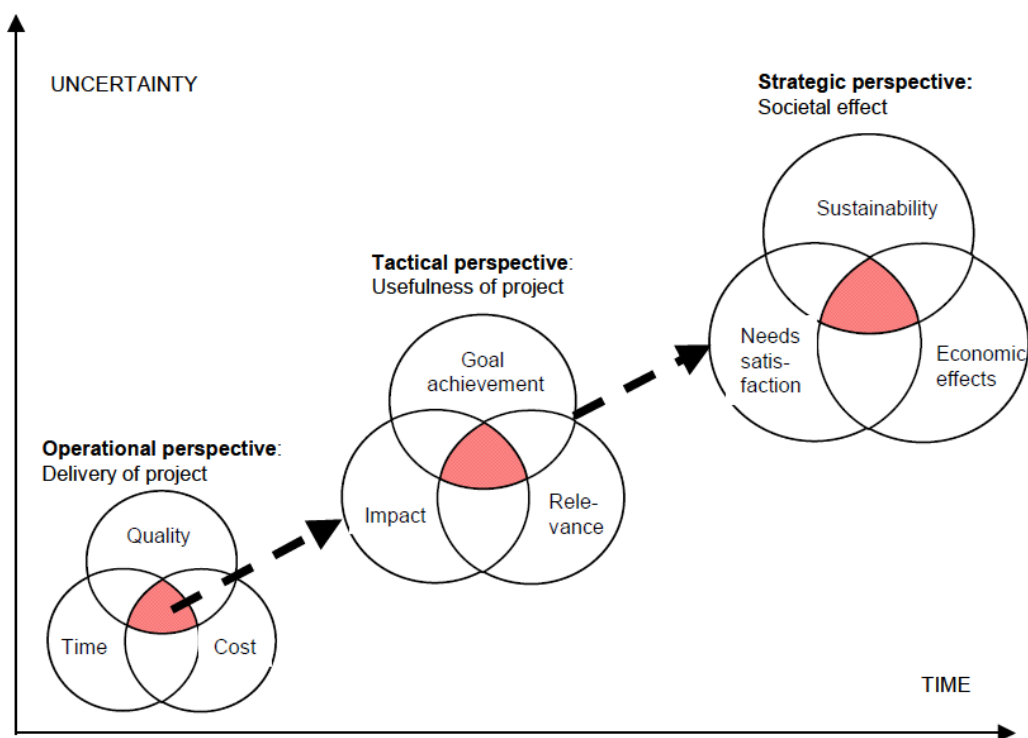 UNCERTAINTY
Strategic perspective:
Societal effect
Sustainability
Needs
satis-
faction
Economic
effects
Tactical perspective:
Usefulness of project
Goal
achievement
Impact
Rele-
vance
Operational perspective:
Delivery of project
Quality
Time
Cost
TIME